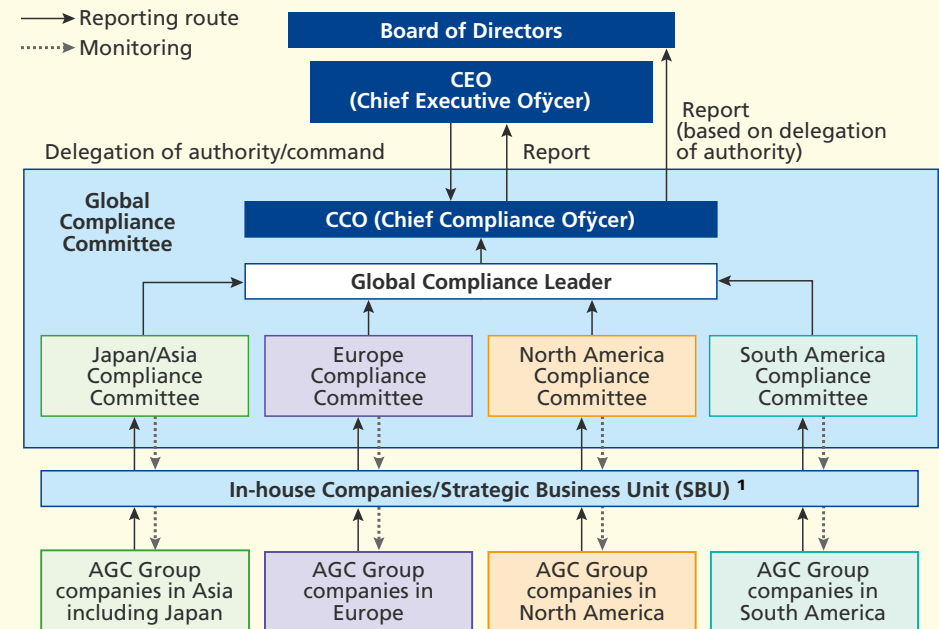 Reporting route
Monitoring
Board of Directors
CEO
(Chief Executive Ofÿcer)
Report
(based on delegation
of authority)
Delegation of authority/command
Report
Global
Compliance
Committee
CCO (Chief Compliance Ofÿcer)
Global Compliance Leader
Japan/Asia
Compliance
Committee
Europe
Compliance
Committee
North America
Compliance
Committee
South America
Compliance
Committee
In-house Companies/Strategic Business Unit (SBU) 1
AGC Group
companies in Asia
including Japan
AGC Group
companies in
Europe
AGC Group
companies in
North America
AGC Group
companies in
South America